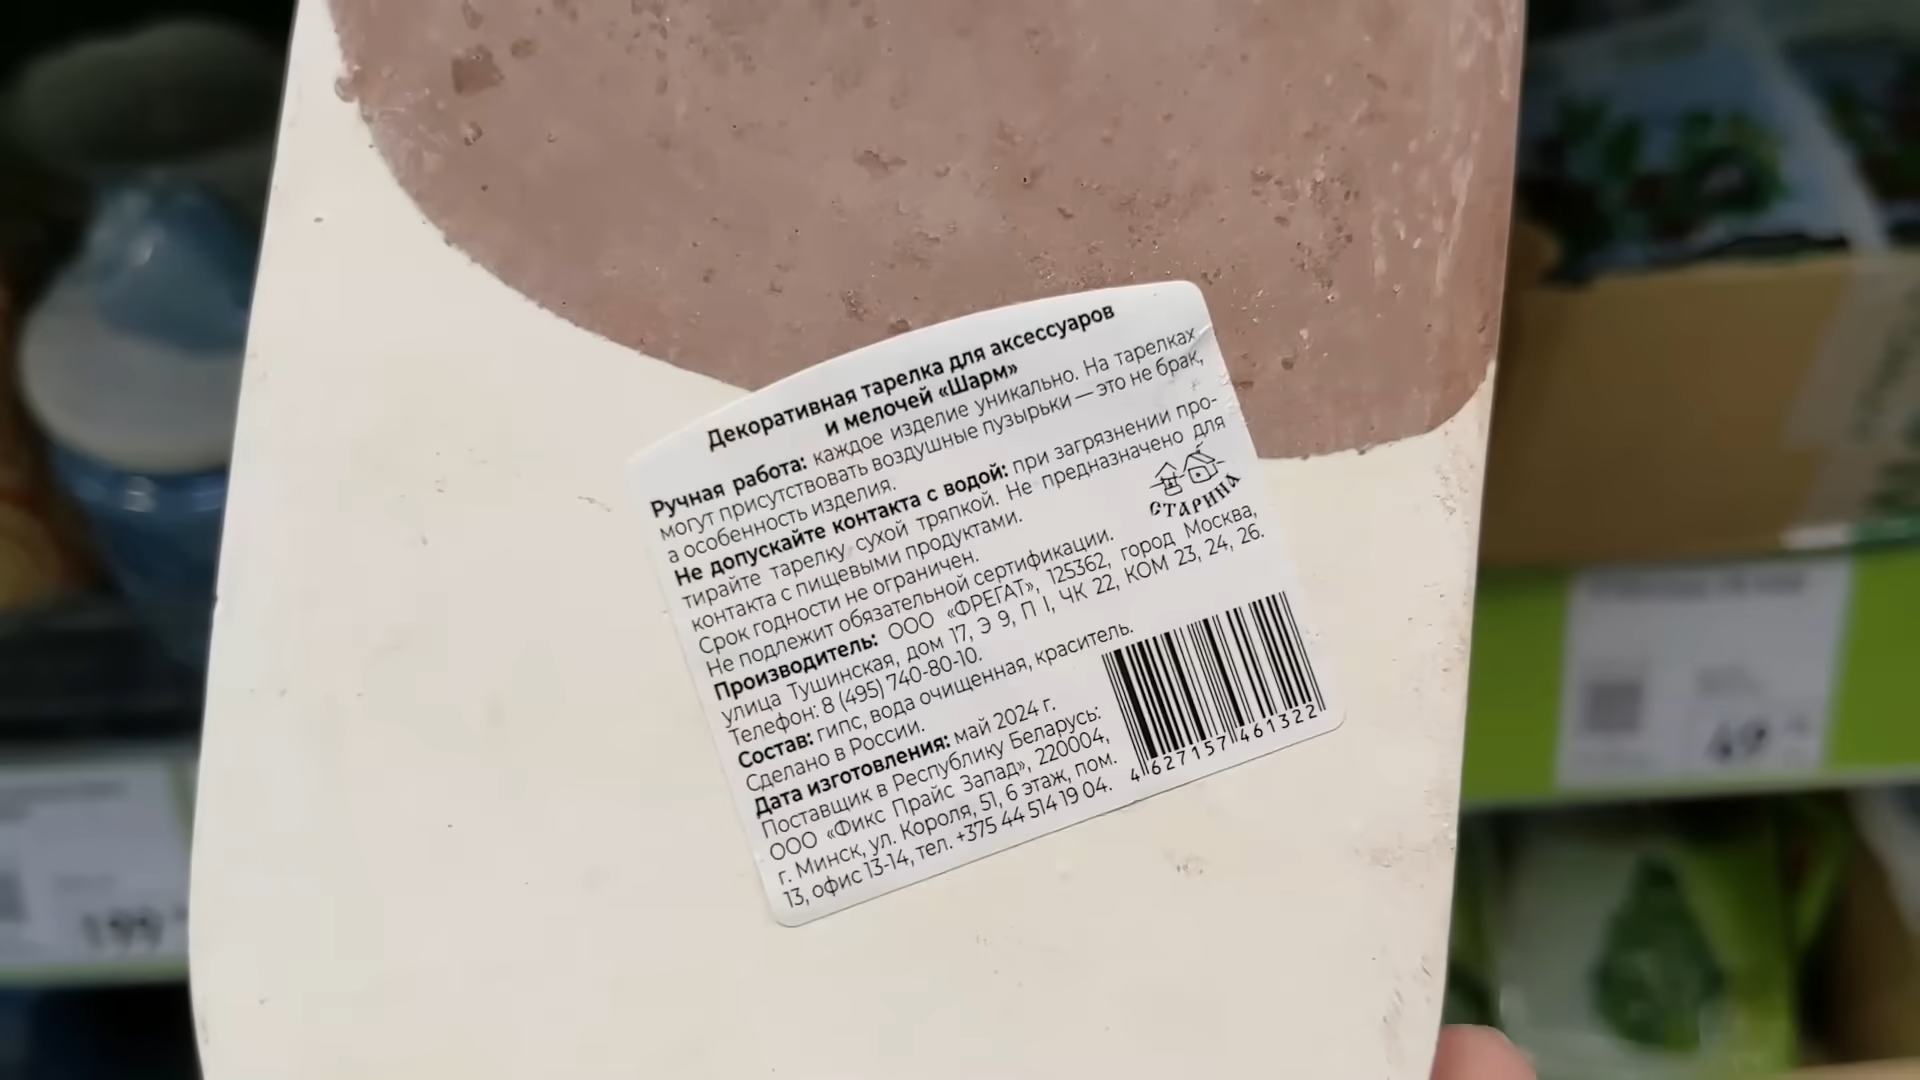 Декоративная тарелка для аксессуаров
и мелочей «Шарм»
Ручная работа: каждое изделие уникально. На тарелках
могут присутствовать воздушные пузырьки — это не брак,
а особенность изделия.
Не допускайте контакта с водой: при загрязнении про-
тирайте тарелку сухой тряпкой. Не предназначено для
контакта с пищевыми продуктами.
Срок годности не ограничен.
Не подлежит обязательной сертификации.
СТАРИНА
Производитель: ООО «ФРЕГАТ», 125362, город Москва,
улица Тушинская, дом 17, Э 9, П I, ЧК 22, КОМ 23, 24, 26.
Телефон: 8 (495) 740-80-10.
Состав: гипс, вода очищенная, краситель.
Сделано в России.
Дата изготовления: май 2024 г.
Поставщик в Республику Беларусь:
ООО «Фикс Прайс Запад», 220004,
г. Минск, ул. Короля, 51, 6 этаж, пом.
13, офис 13-14, тел. +375 44 514 19 04.
4 627157 461322
199
49